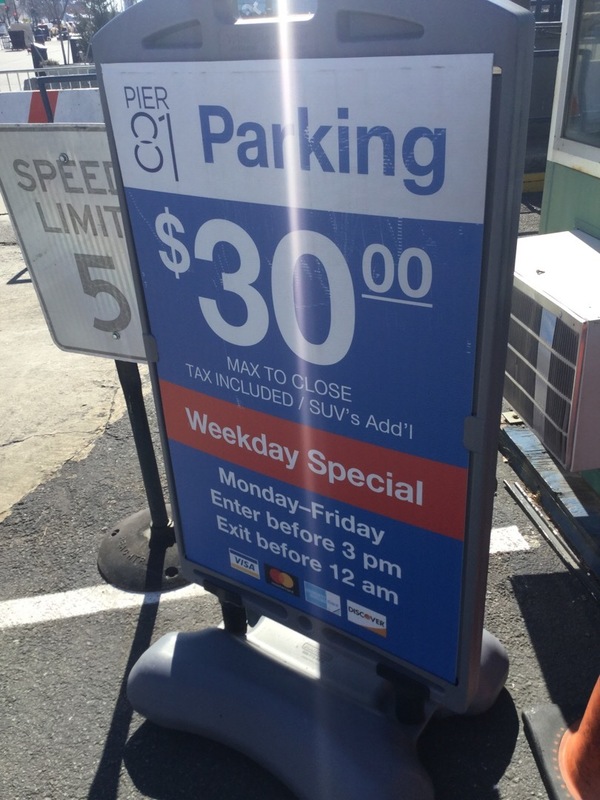 PIER
81
Parking
$30 00
MAX TO CLOSE
TAX INCLUDED / SUV's Add'l
Weekday Special
Monday–Friday
Enter before 3 pm
Exit before 12 am
VISA
DISCOVER
SPEED
LIMIT
5